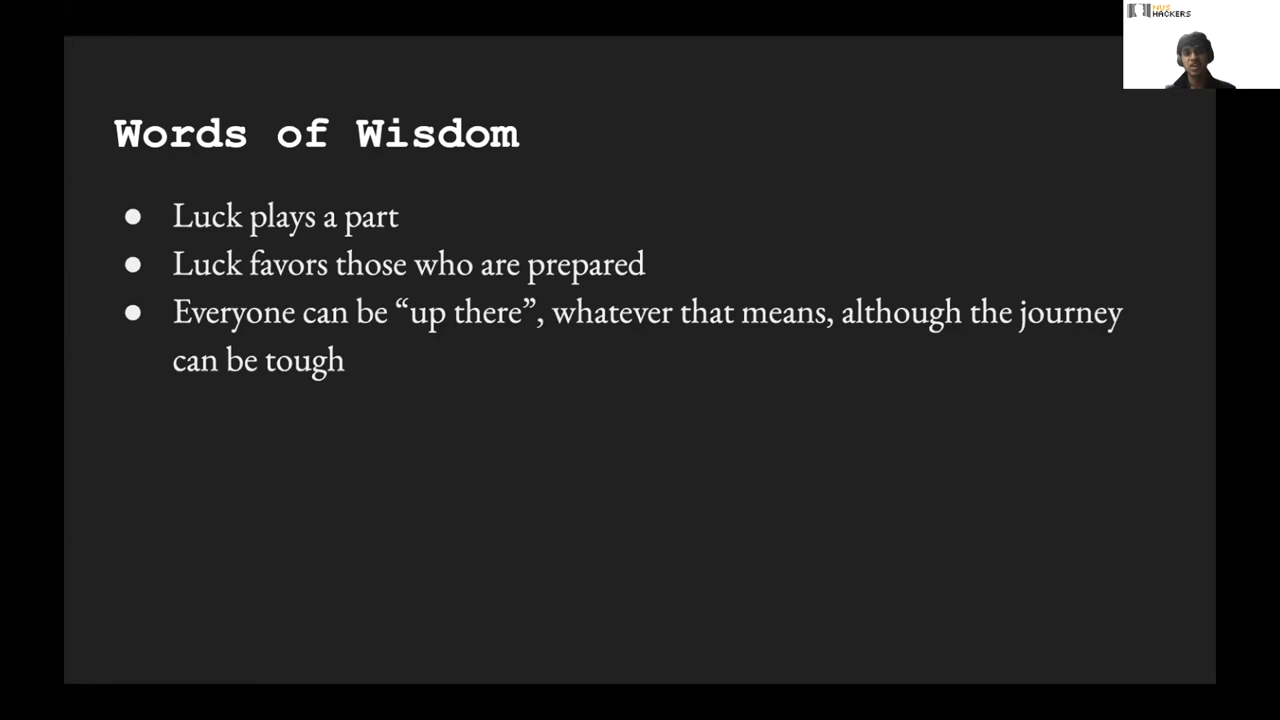 NUS
HACKERS
Words of Wisdom
● Luck plays a part
● Luck favors those who are prepared
● Everyone can be “up there”, whatever that means, although the journey
can be tough